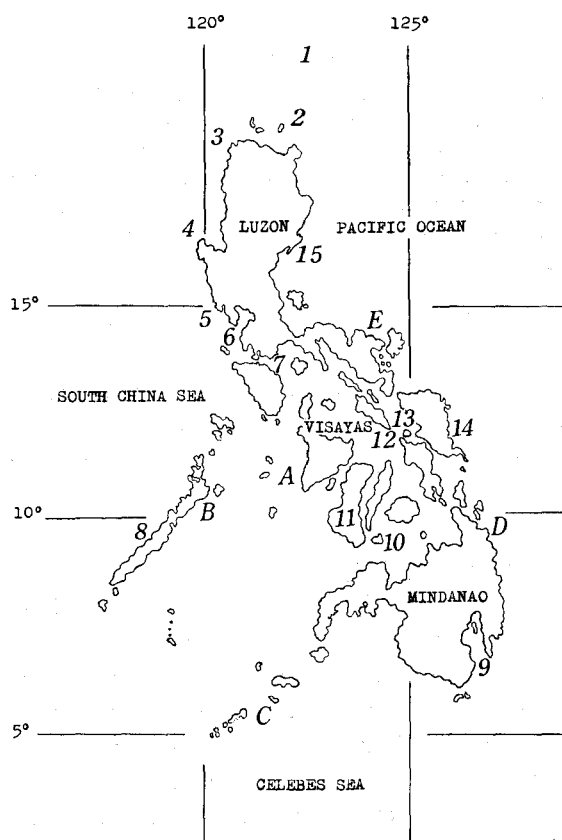 120° 125°
1
2
3
4 LUZON PACIFIC OCEAN
15
15°
5 E
6
7
SOUTH CHINA SEA
VISAYAS 13 14
12
A
10° 8 B 11 D
10
MINDANAO
9
C
5°
CELEBES SEA